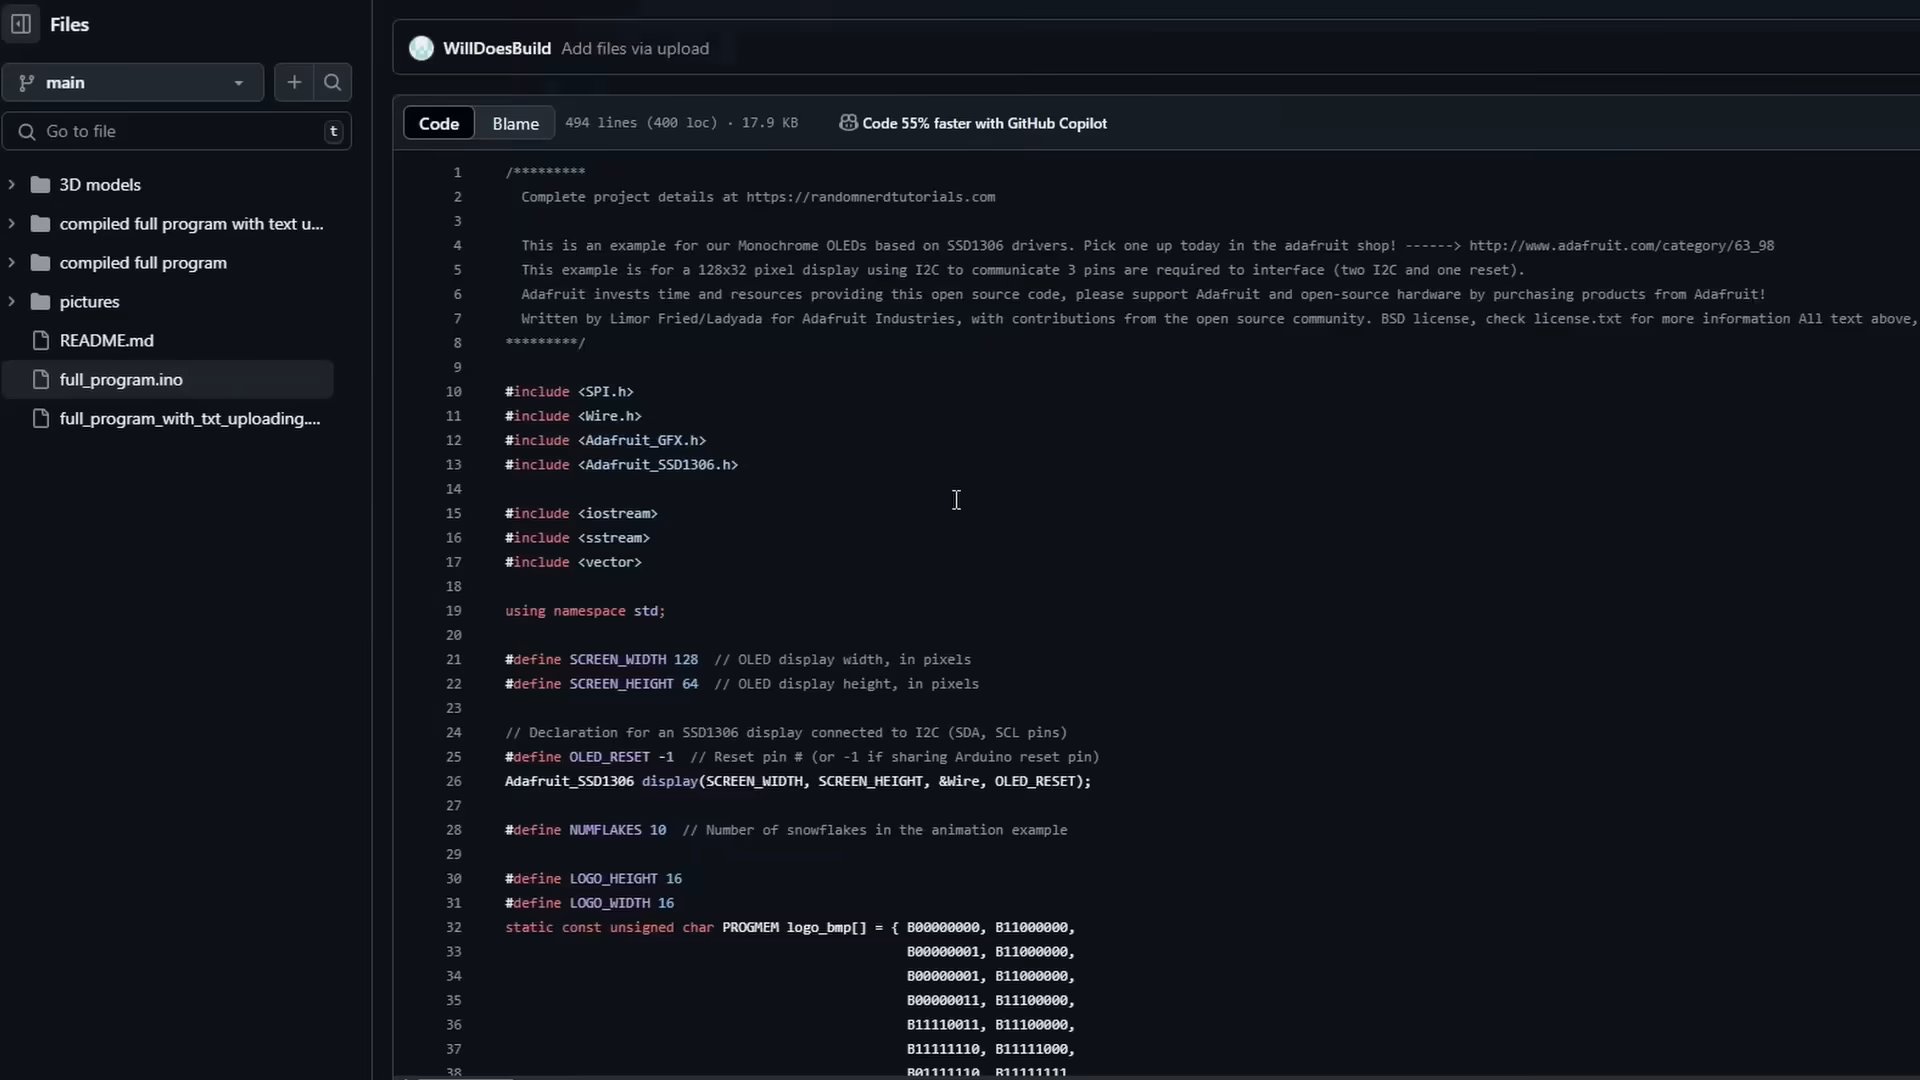 Files
main
Go to file
t
3D models
compiled full program with text u...
compiled full program
pictures
README.md
full_program.ino
full_program_with_txt_uploading....
WillDoesBuild Add files via upload
Code Blame 494 lines (400 loc) · 17.9 KB Code 55% faster with GitHub Copilot
1 /*********
2 Complete project details at https://randomnerdtutorials.com
3
4 This is an example for our Monochrome OLEDs based on SSD1306 drivers. Pick one up today in the adafruit shop! ------> http://www.adafruit.com/category/63_98
5 This example is for a 128x32 pixel display using I2C to communicate 3 pins are required to interface (two I2C and one reset).
6 Adafruit invests time and resources providing this open source code, please support Adafruit and open-source hardware by purchasing products from Adafruit!
7 Written by Limor Fried/Ladyada for Adafruit Industries, with contributions from the open source community. BSD license, check license.txt for more information All text above,
8 *********/
9
10 #include <SPI.h>
11 #include <Wire.h>
12 #include <Adafruit_GFX.h>
13 #include <Adafruit_SSD1306.h>
14
15 #include <iostream>
16 #include <sstream>
17 #include <vector>
18
19 using namespace std;
20
21 #define SCREEN_WIDTH 128 // OLED display width, in pixels
22 #define SCREEN_HEIGHT 64 // OLED display height, in pixels
23
24 // Declaration for an SSD1306 display connected to I2C (SDA, SCL pins)
25 #define OLED_RESET -1 // Reset pin # (or -1 if sharing Arduino reset pin)
26 Adafruit_SSD1306 display(SCREEN_WIDTH, SCREEN_HEIGHT, &Wire, OLED_RESET);
27
28 #define NUMFLAKES 10 // Number of snowflakes in the animation example
29
30 #define LOGO_HEIGHT 16
31 #define LOGO_WIDTH 16
32 static const unsigned char PROGMEM logo_bmp[] = { B00000000, B11000000,
33 B00000001, B11000000,
34 B00000001, B11000000,
35 B00000011, B11100000,
36 B11110011, B11100000,
37 B11111110, B11111000,
38 B01111110, B11111111,